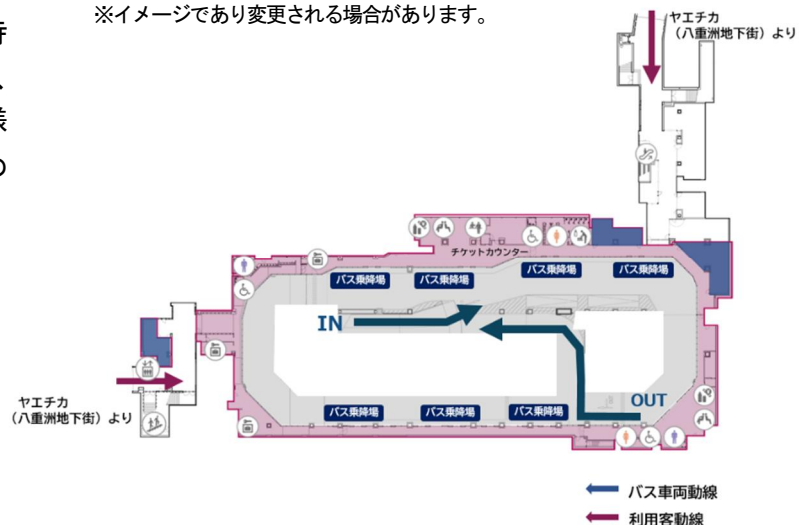 ※イメージであり変更される場合があります。
ヤエチカ
（八重洲地下街）より
チケットカウンター
バス乗降場
バス乗降場
バス乗降場
バス乗降場
IN
OUT
ヤエチカ
（八重洲地下街）より
バス乗降場
バス乗降場
バス乗降場
バス車両動線
利用客動線